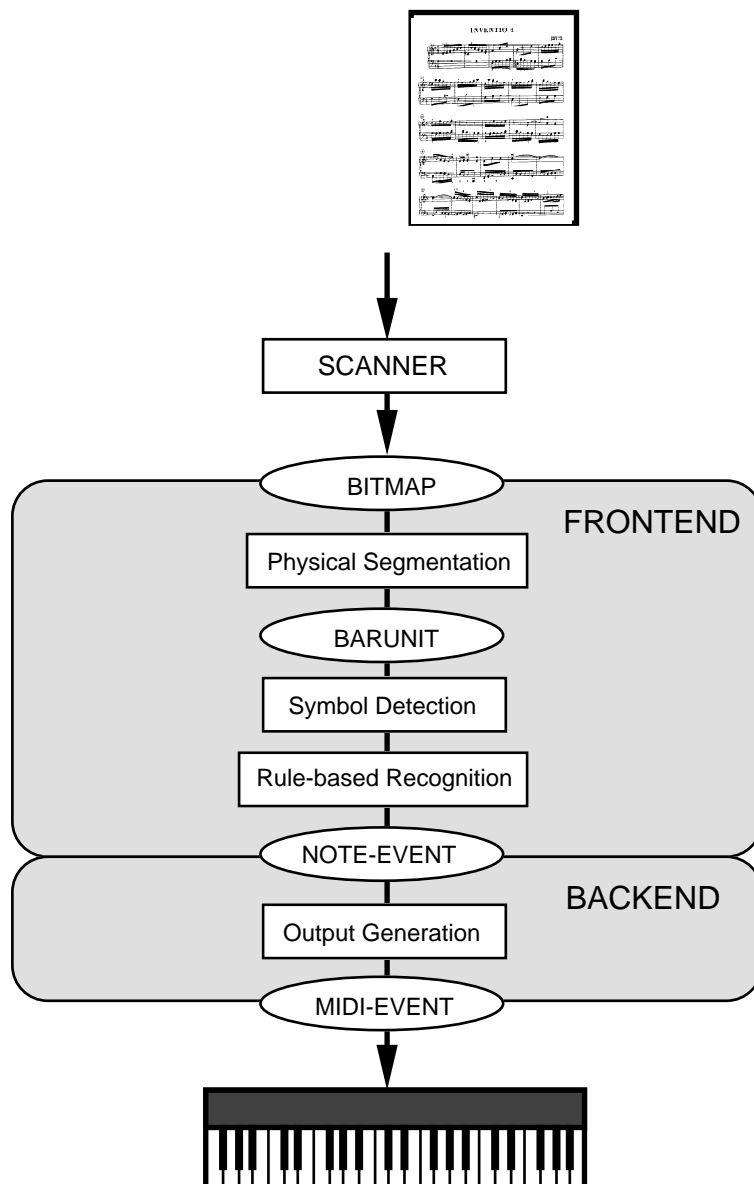 INVENTIO 4
SCANNER
BITMAP
FRONTEND
Physical Segmentation
BARUNIT
Symbol Detection
Rule-based Recognition
NOTE-EVENT
BACKEND
Output Generation
MIDI-EVENT